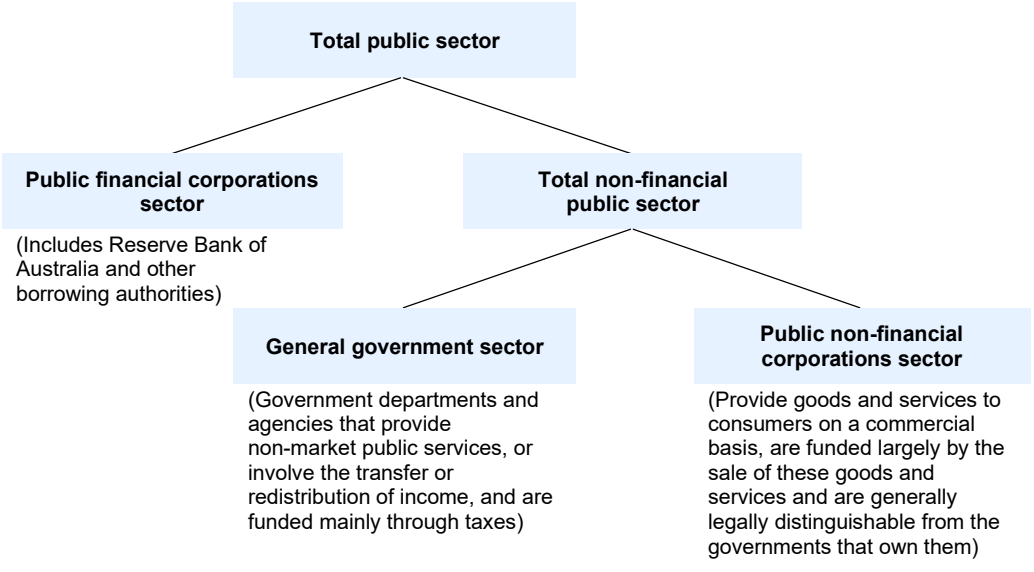 Total public sector
Public financial corporations
sector
(Includes Reserve Bank of
Australia and other
borrowing authorities)
Total non-financial
public sector
General government sector
(Government departments and
agencies that provide
non-market public services, or
involve the transfer or
redistribution of income, and are
funded mainly through taxes)
Public non-financial
corporations sector
(Provide goods and services to
consumers on a commercial
basis, are funded largely by the
sale of these goods and
services and are generally
legally distinguishable from the
governments that own them)